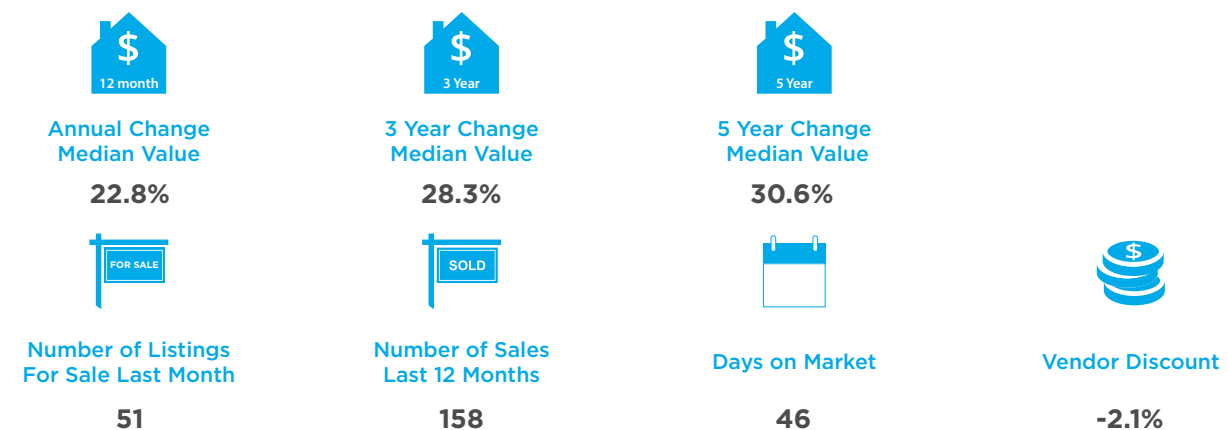 $
12 month
$
3 Year
$
5 Year
Annual Change
Median Value
3 Year Change
Median Value
5 Year Change
Median Value
22.8%
28.3%
30.6%
FOR SALE
SOLD
$
Number of Listings
For Sale Last Month
Number of Sales
Last 12 Months
Days on Market
Vendor Discount
51
158
46
-2.1%